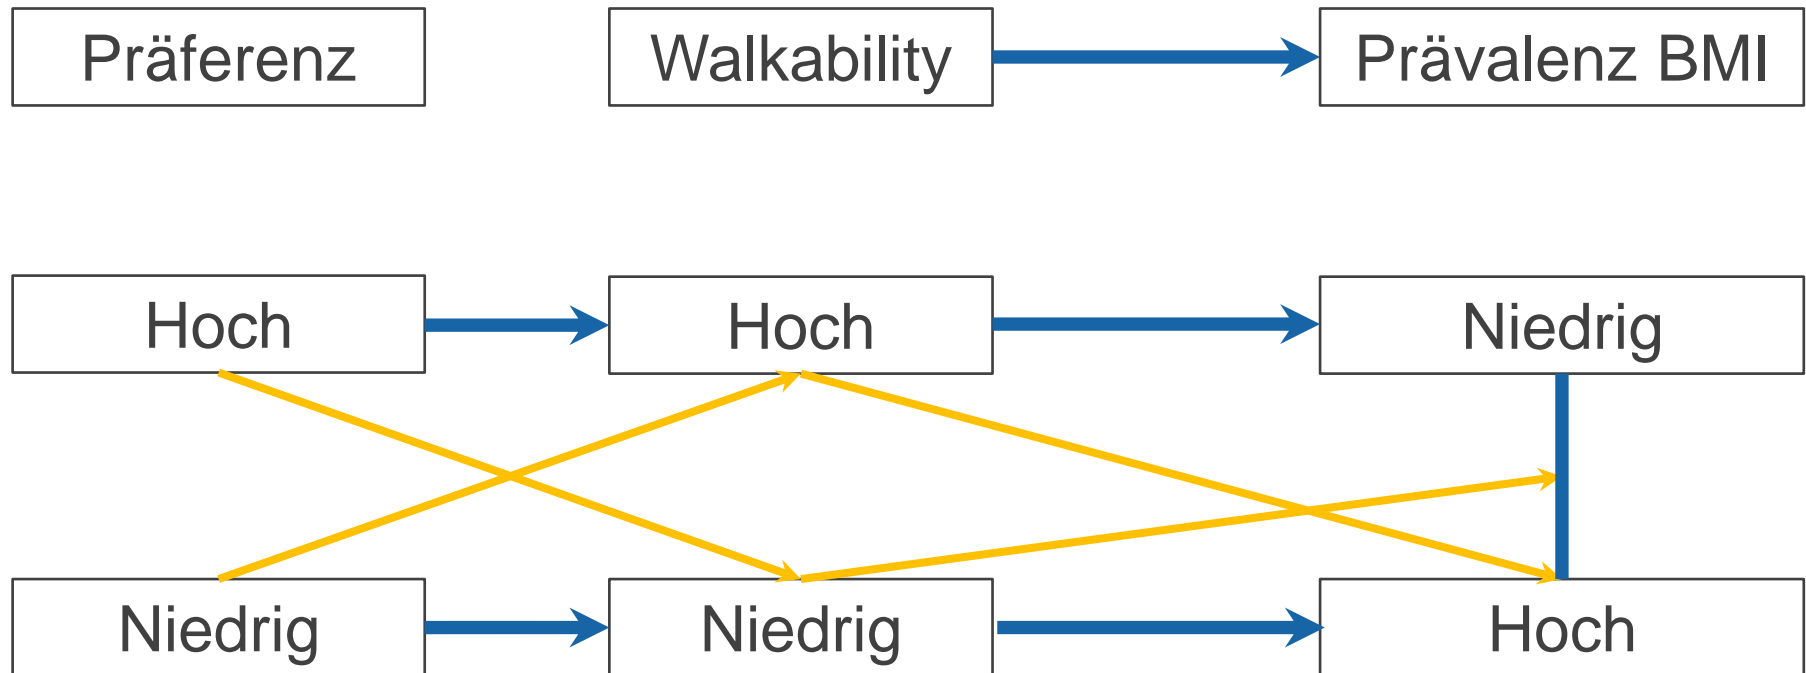 Präferenz
Walkability
Prävalenz BMI
Hoch
Hoch
Niedrig
Niedrig
Niedrig
Hoch